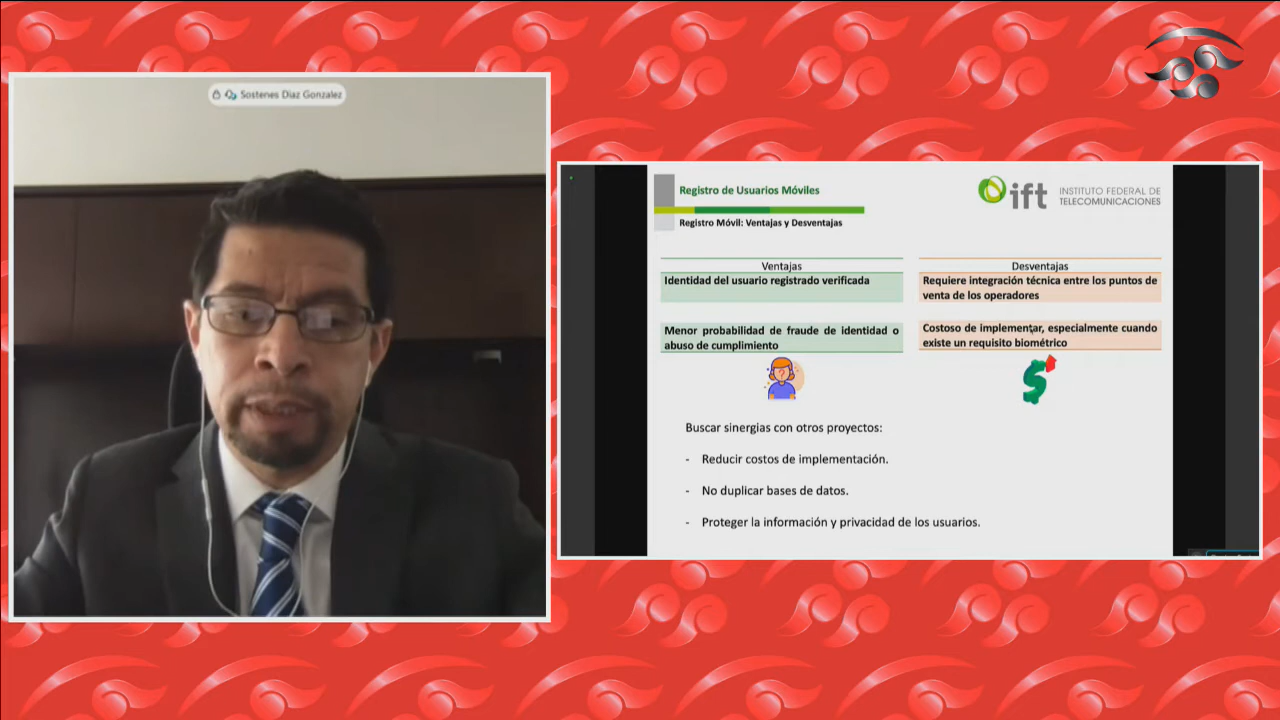 Sostenes Diaz Gonzalez
Registro de Usuarios Móviles
Registro Móvil: Ventajas y Desventajas
ift
INSTITUTO FEDERAL DE
TELECOMUNICACIONES
Ventajas
Identidad del usuario registrado verificada
Menor probabilidad de fraude de identidad o
abuso de cumplimiento
Desventajas
Requiere integración técnica entre los puntos de
venta de los operadores
Costoso de implementar, especialmente cuando
existe un requisito biométrico
Buscar sinergias con otros proyectos:
- Reducir costos de implementación.
- No duplicar bases de datos.
- Proteger la información y privacidad de los usuarios.